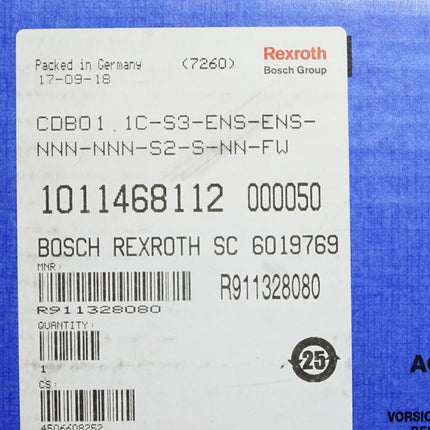 Packed in Germany (7260)
17-09-18
Rexroth
Bosch Group
CDB01.1C-S3-ENS-ENS-
NNN-NNN-S2-S-NN-FW
1011468112 000050
BOSCH REXROTH SC 6019769
MNR:
R911328080
R911328080
QUANTITY:
1
25
CS:
4506608252